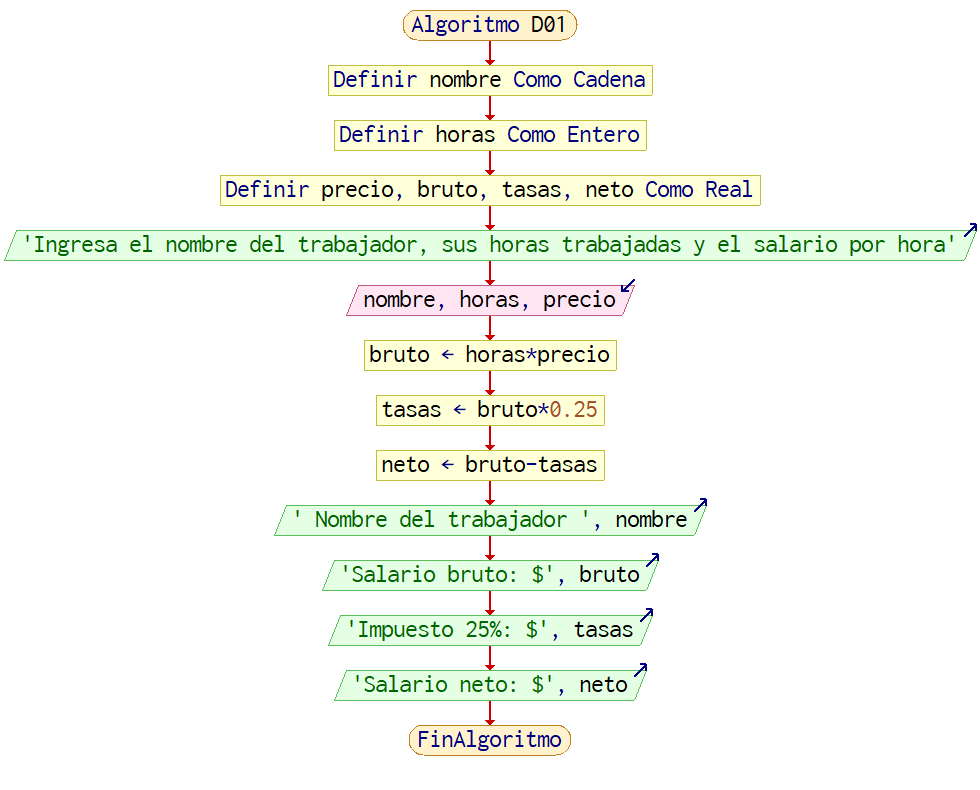 Algoritmo D01
Definir nombre Como Cadena
Definir horas Como Entero
Definir precio, bruto, tasas, neto Como Real
'Ingresa el nombre del trabajador, sus horas trabajadas y el salario por hora'
nombre, horas, precio
bruto ← horas*precio
tasas ← bruto*0.25
neto ← bruto-tasas
' Nombre del trabajador ', nombre
'Salario bruto: $', bruto
'Impuesto 25%: $', tasas
'Salario neto: $', neto
FinAlgoritmo